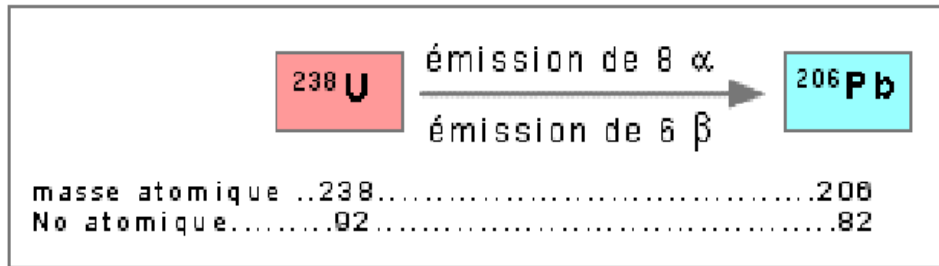 émission de 8 α
²³⁸U ²⁰⁶Pb
émission de 6 β
masse atomique ..238.......................................206
No atomique.........92..........................................82